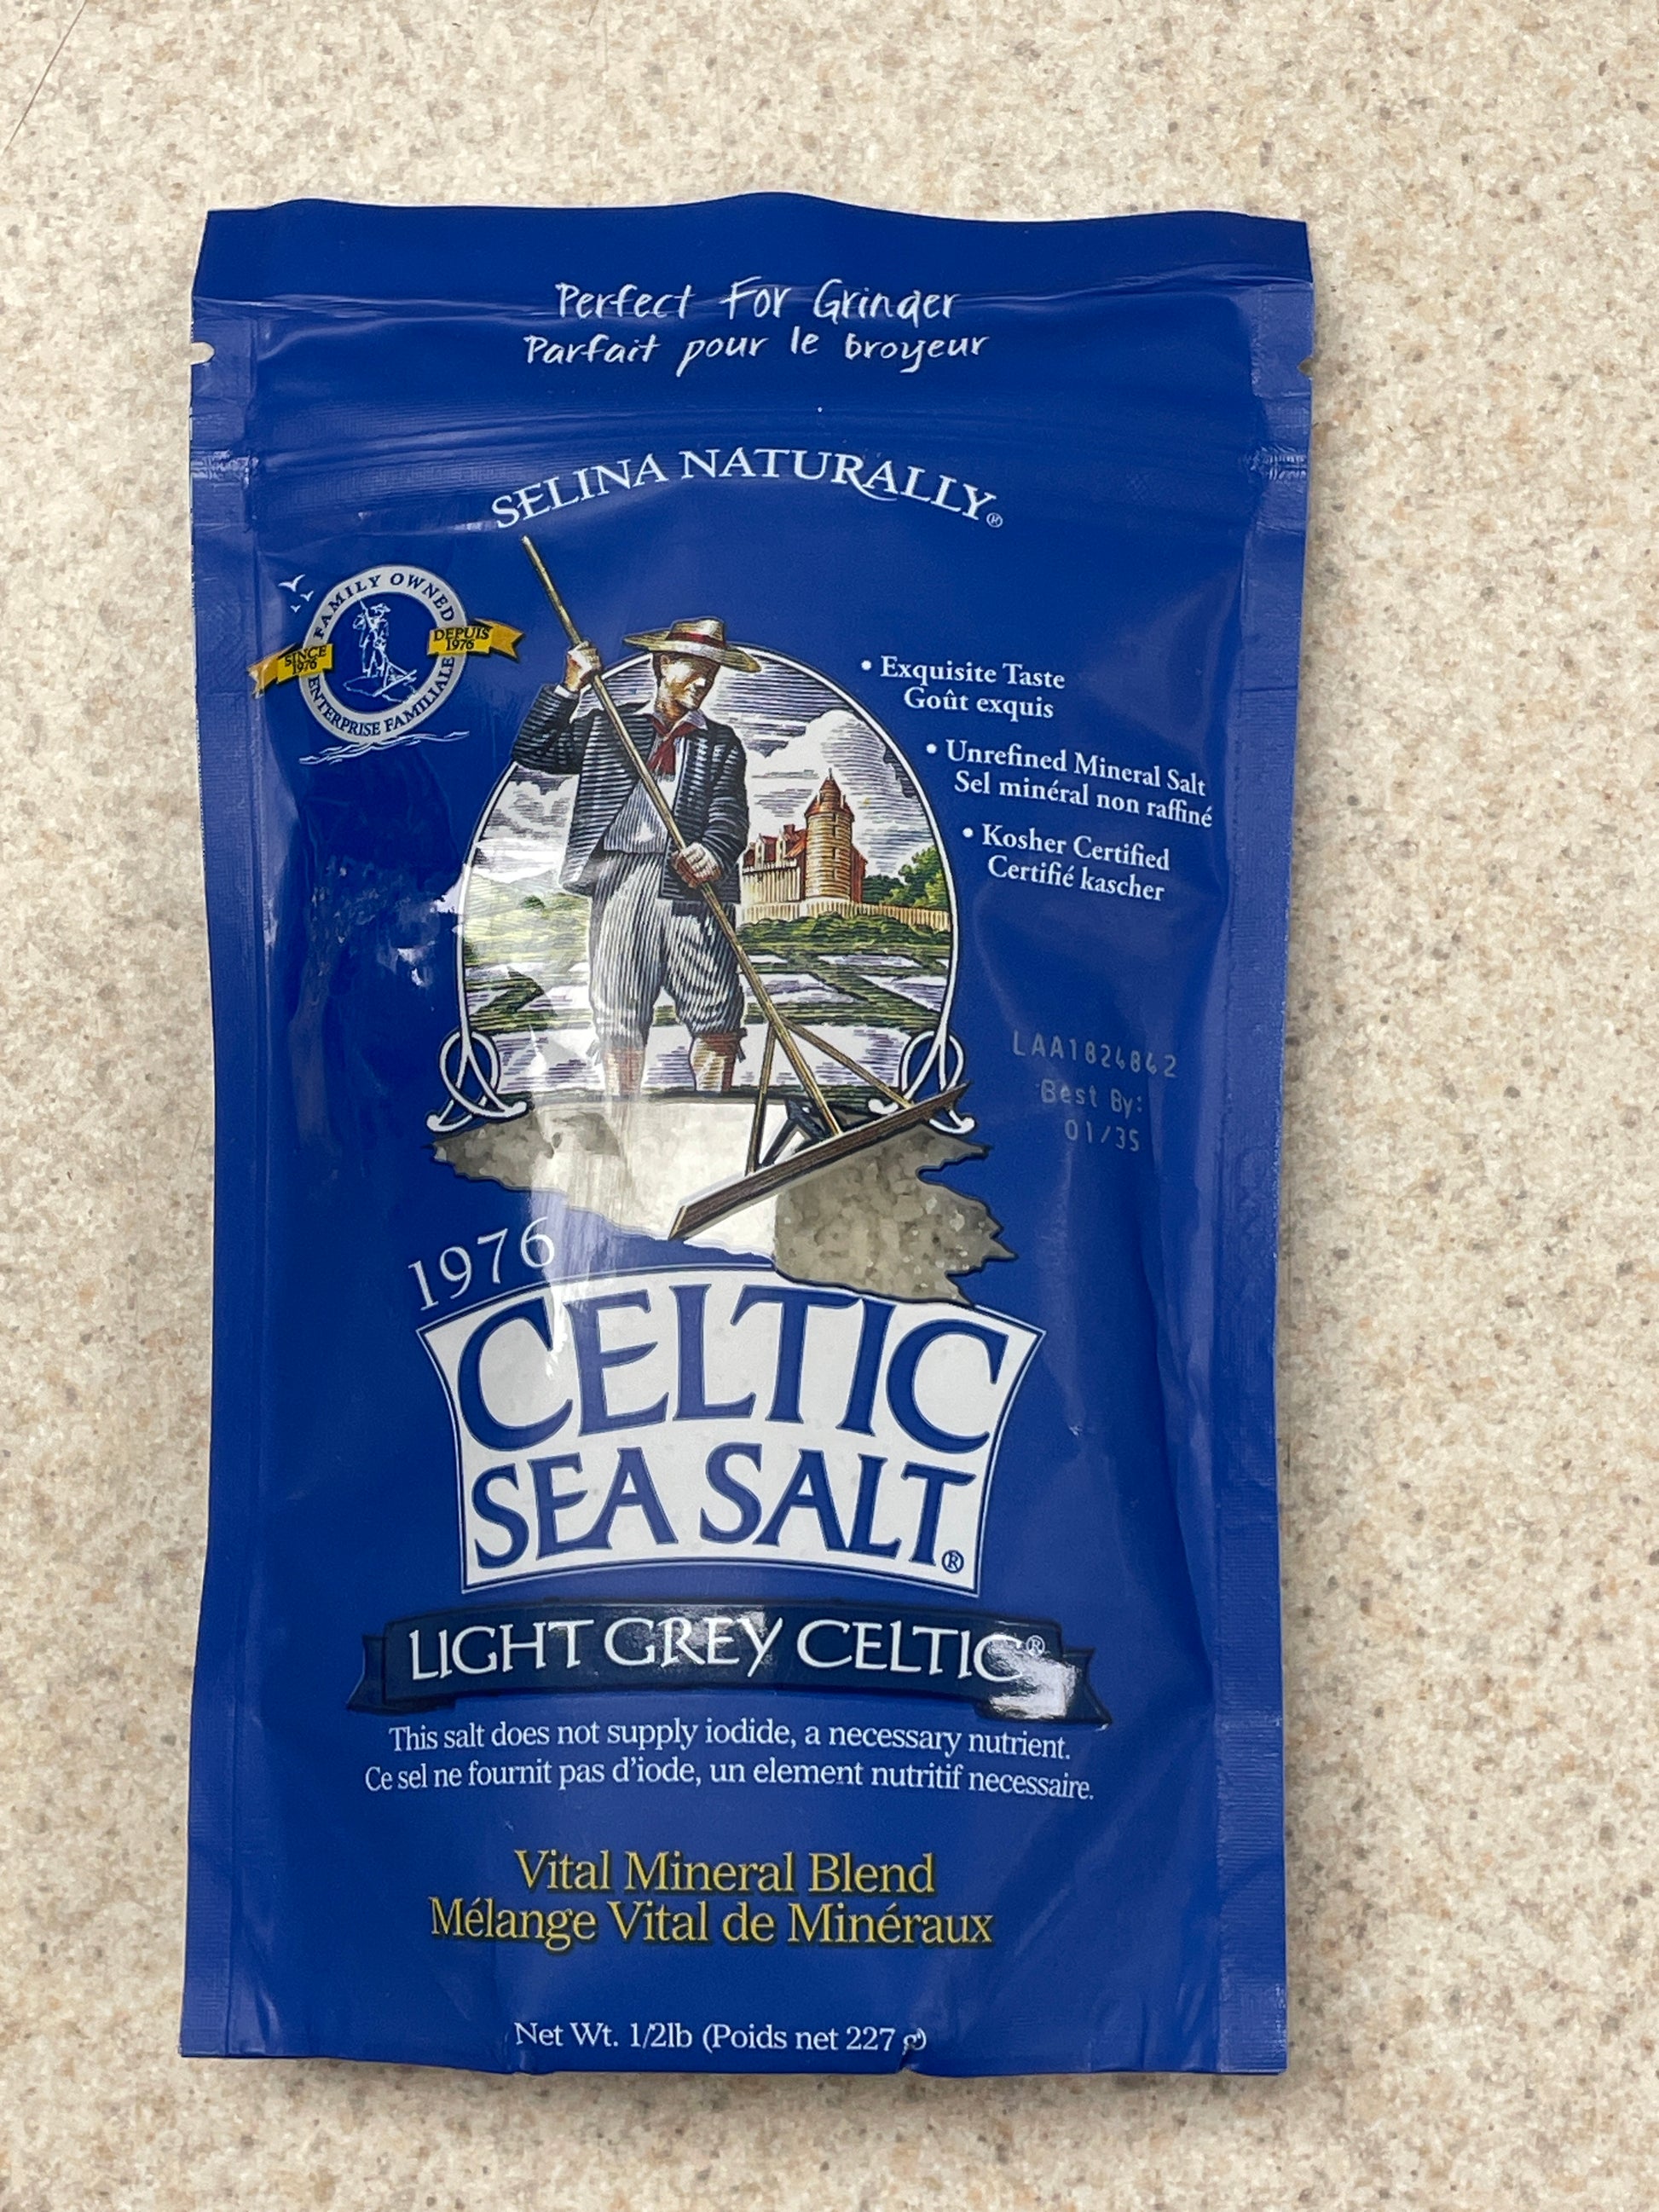 Perfect For Grinder
Parfait pour le broyeur
SELINA NATURALLY®
FAMILY OWNED
SINCE 1976
DEPUIS 1976
ENTERPRISE FAMILIALE
• Exquisite Taste
Goût exquis
• Unrefined Mineral Salt
Sel minéral non raffiné
• Kosher Certified
Certifié kascher
LAA1824842
Best By:
01/35
1976
CELTIC
SEA SALT®
LIGHT GREY CELTIC®
This salt does not supply iodide, a necessary nutrient.
Ce sel ne fournit pas d'iode, un element nutritif necessaire.
Vital Mineral Blend
Mélange Vital de Minéraux
Net Wt. 1/2lb (Poids net 227 g)